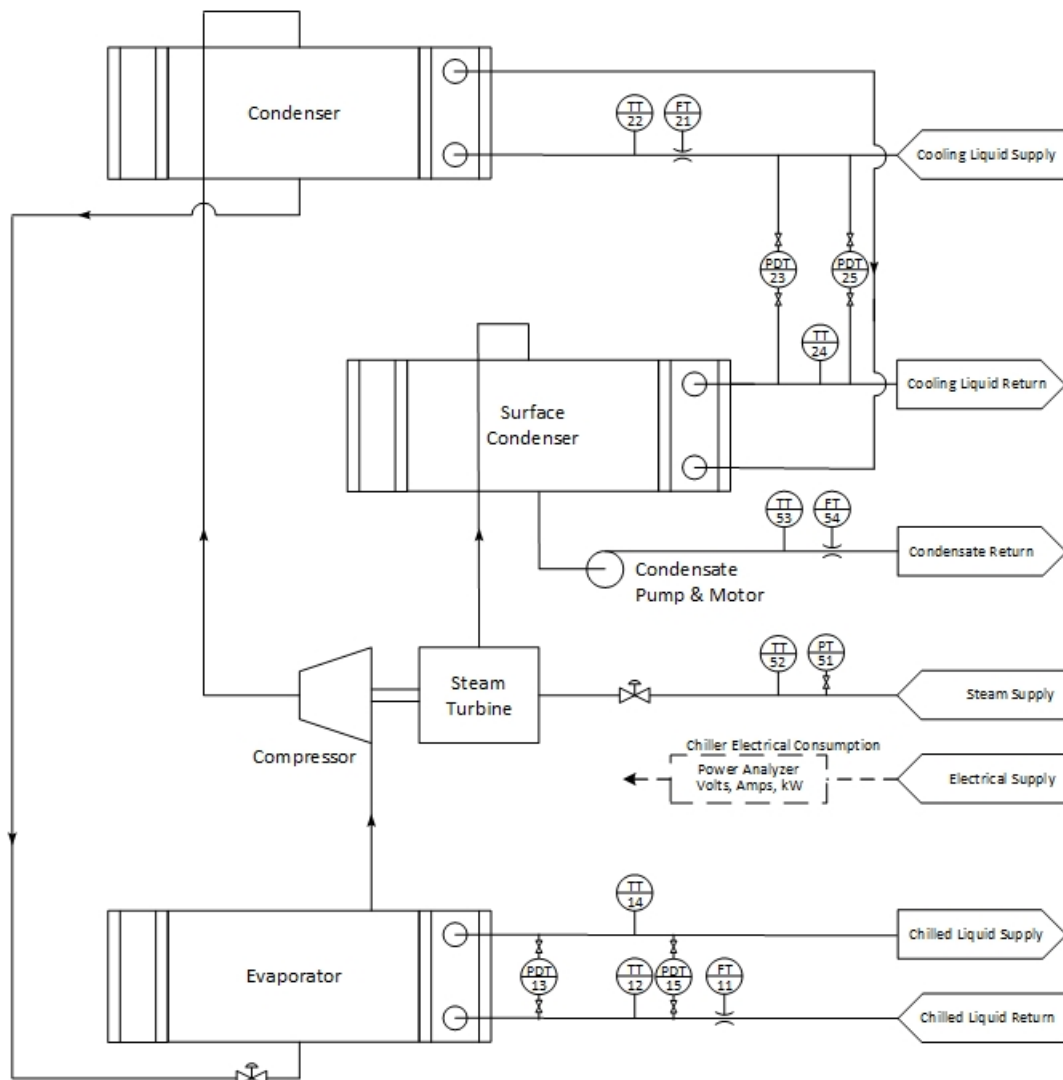 Condenser
TT
22
FT
21
Cooling Liquid Supply
PDT
23
PDT
25
TT
24
Cooling Liquid Return
Surface
Condenser
TT
53
FT
54
Condensate Return
Condensate
Pump & Motor
TT
52
PT
51
Steam
Turbine
Steam Supply
Compressor
Chiller Electrical Consumption
Power Analyzer
Volts, Amps, kW
Electrical Supply
TT
14
Chilled Liquid Supply
Evaporator
PDT
13
TT
12
PDT
15
FT
11
Chilled Liquid Return